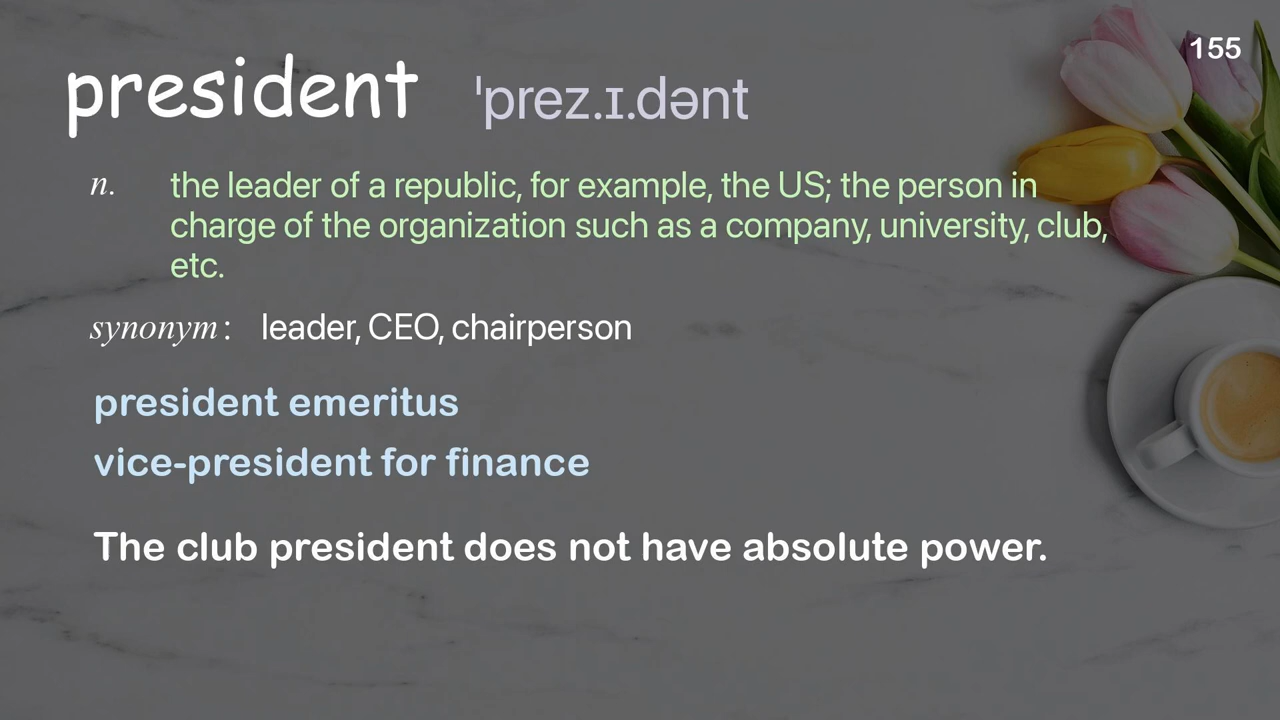 155
president ˈprez.ɪ.dənt
n. the leader of a republic, for example, the US; the person in
charge of the organization such as a company, university, club,
etc.
synonym: leader, CEO, chairperson
president emeritus
vice-president for finance
The club president does not have absolute power.